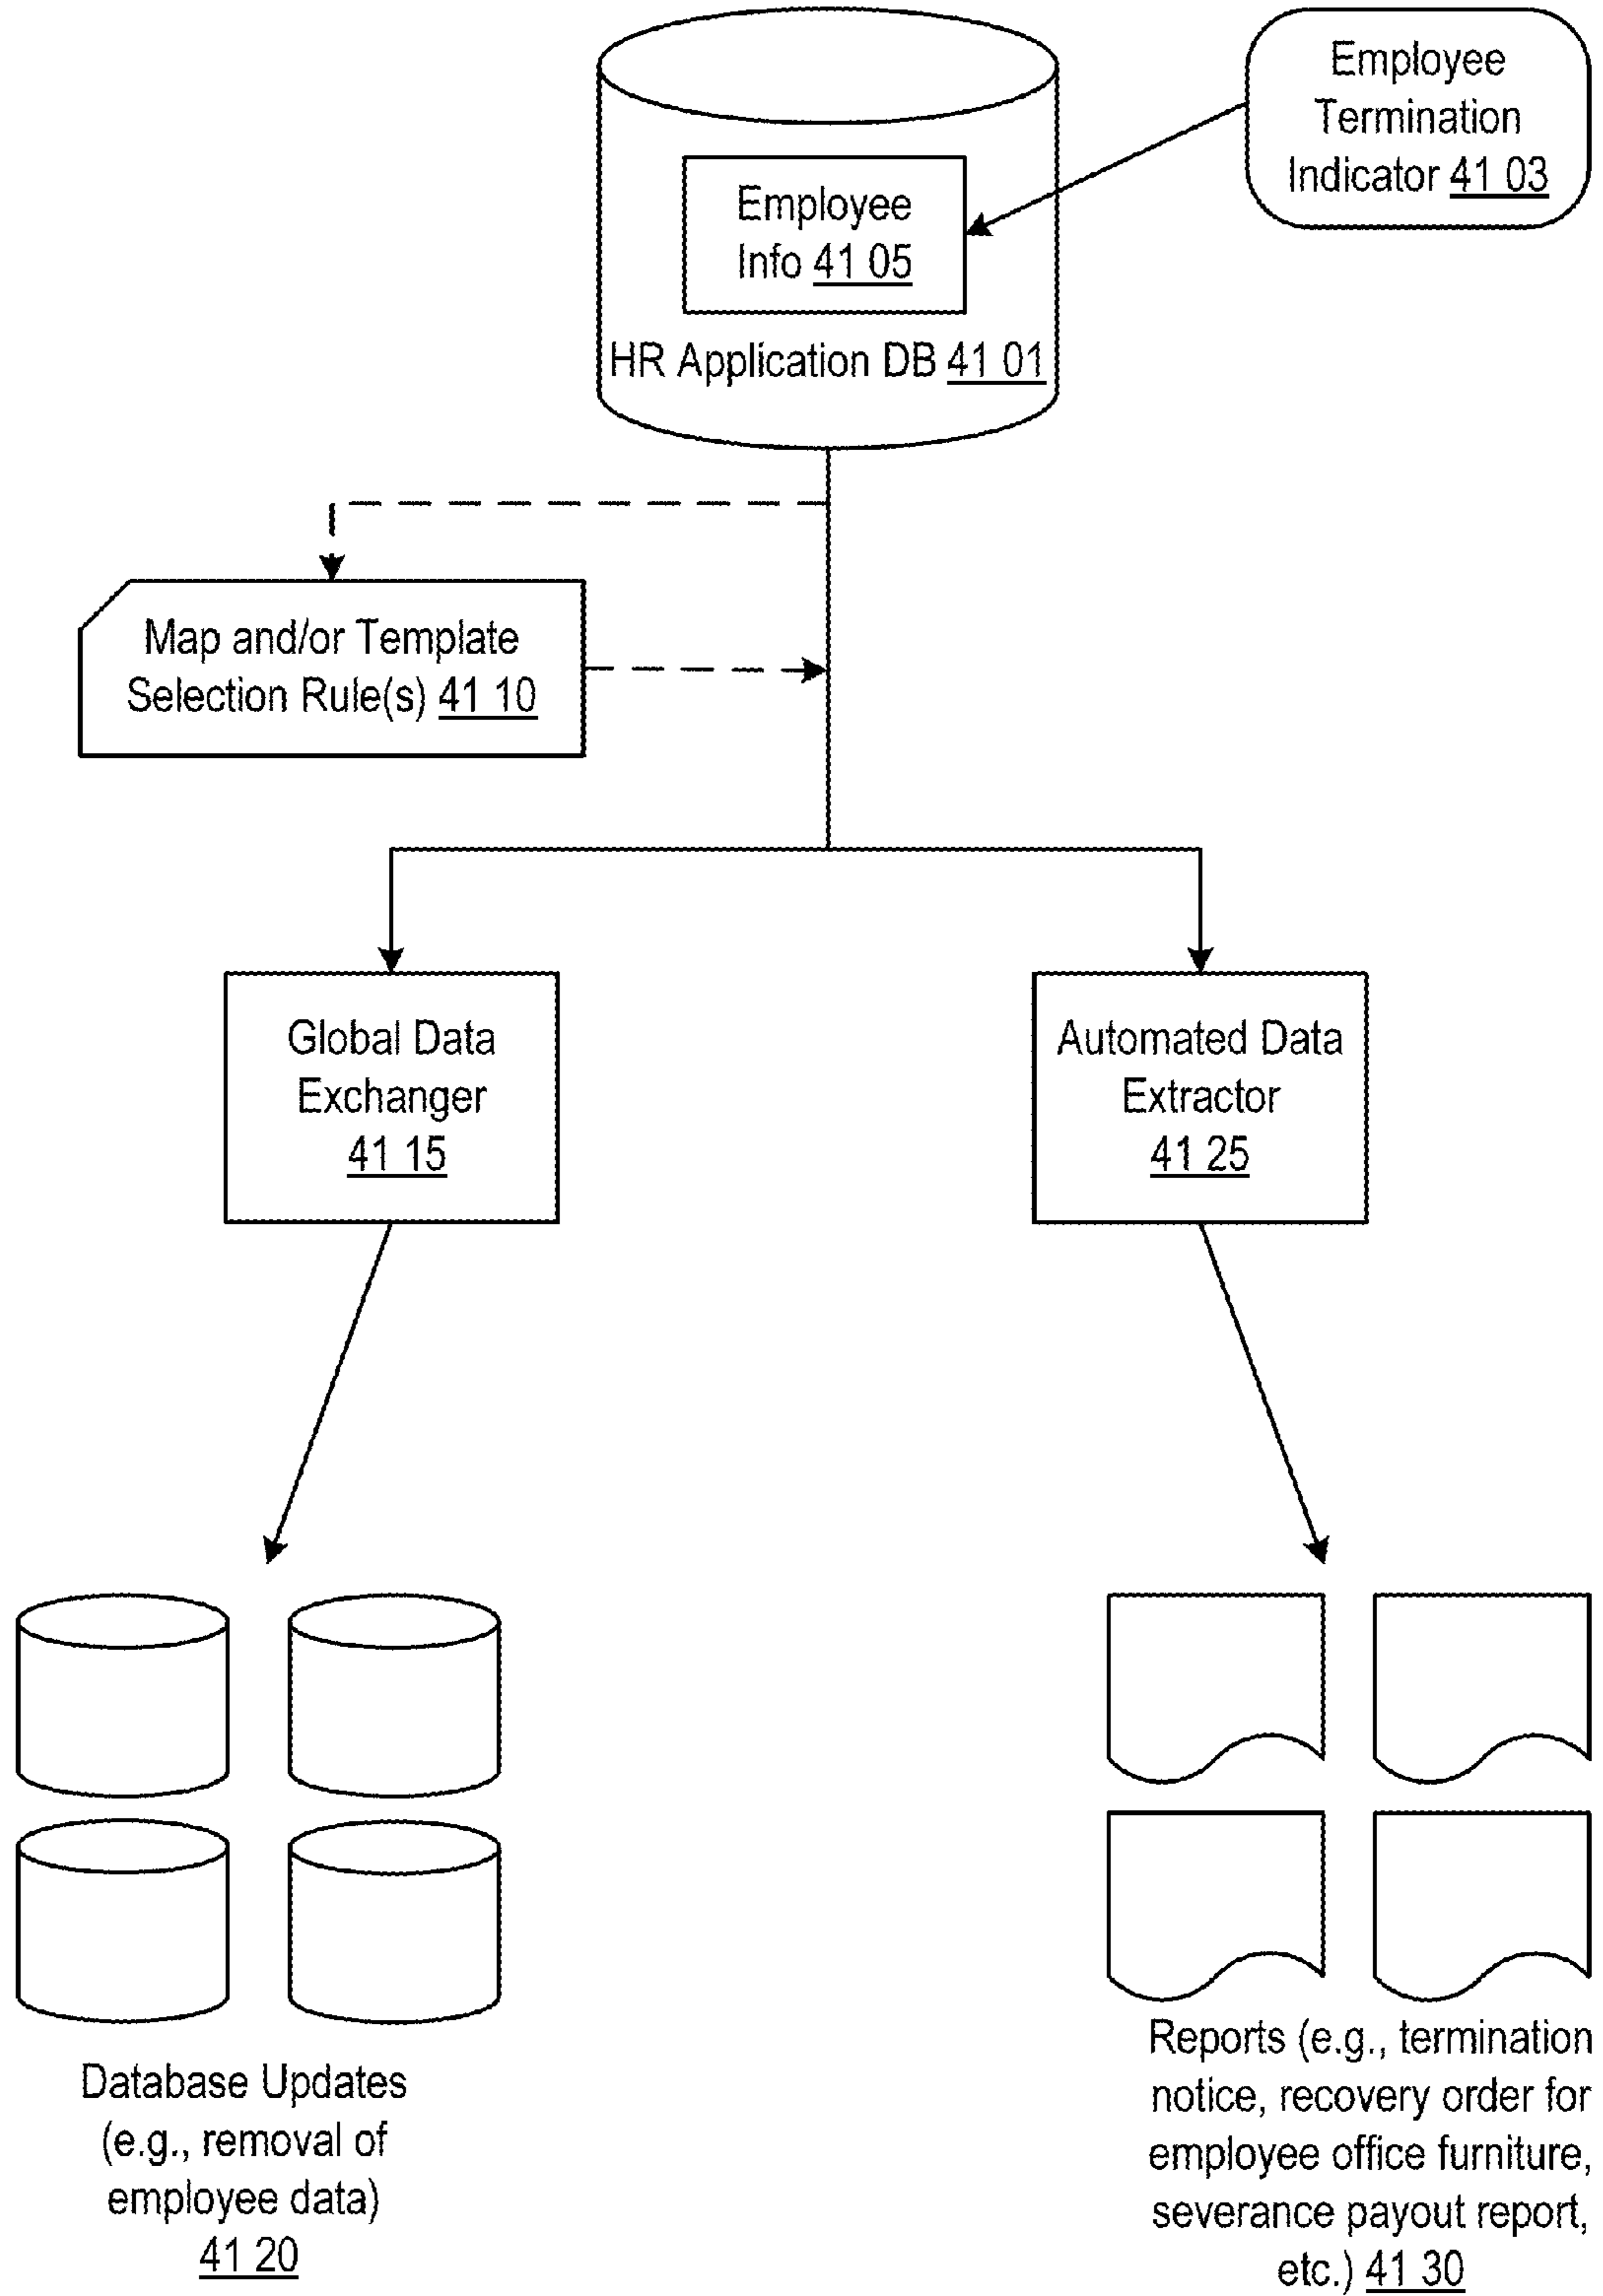 Employee
Termination
Indicator 41 03
Employee
Info 41 05
HR Application DB 41 01
Map and/or Template
Selection Rule(s) 41 10
Global Data
Exchanger
41 15
Automated Data
Extractor
41 25
Database Updates
(e.g., removal of
employee data)
41 20
Reports (e.g., termination
notice, recovery order for
employee office furniture,
severance payout report,
etc.) 41 30